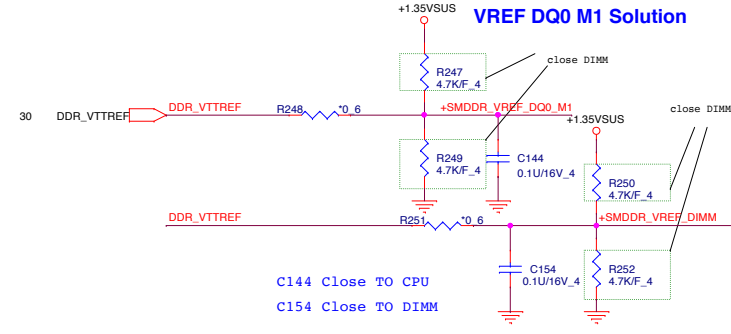 +1.35VSUS
VREF DQ0 M1 Solution
close DIMM
R247
4.7K/F_4
30 DDR_VTTREF DDR_VTTREF R248 *0_6 +SMDDR_VREF_DQ0_M1
close DIMM
+1.35VSUS
R249
4.7K/F_4
C144
0.1U/16V_4
R250
4.7K/F_4
DDR_VTTREF R251 *0_6 +SMDDR_VREF_DIMM
C154
0.1U/16V_4
R252
4.7K/F_4
C144 Close TO CPU
C154 Close TO DIMM